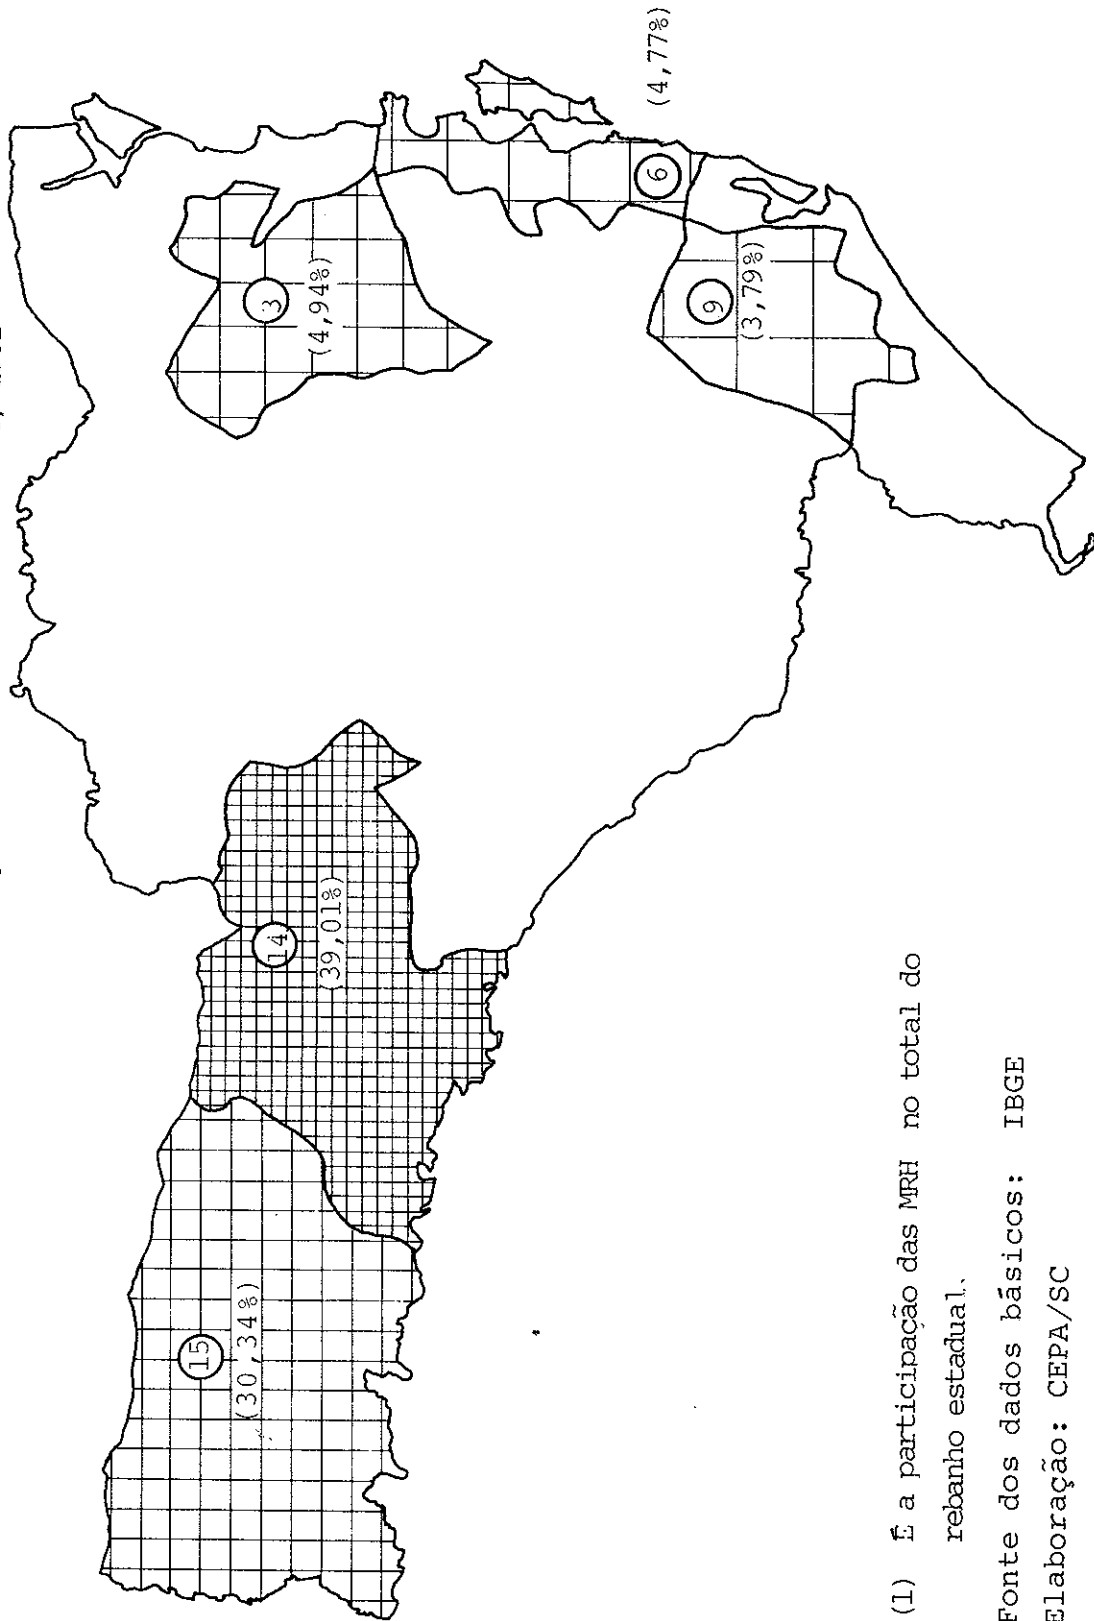 3
(4,94%)
(4,77%)
6
9
(3,79%)
14
(39,01%)
15
(30,34%)
(1) É a participação das MRH no total do
rebanho estadual.
Fonte dos dados básicos: IBGE
Elaboração: CEPA/SC